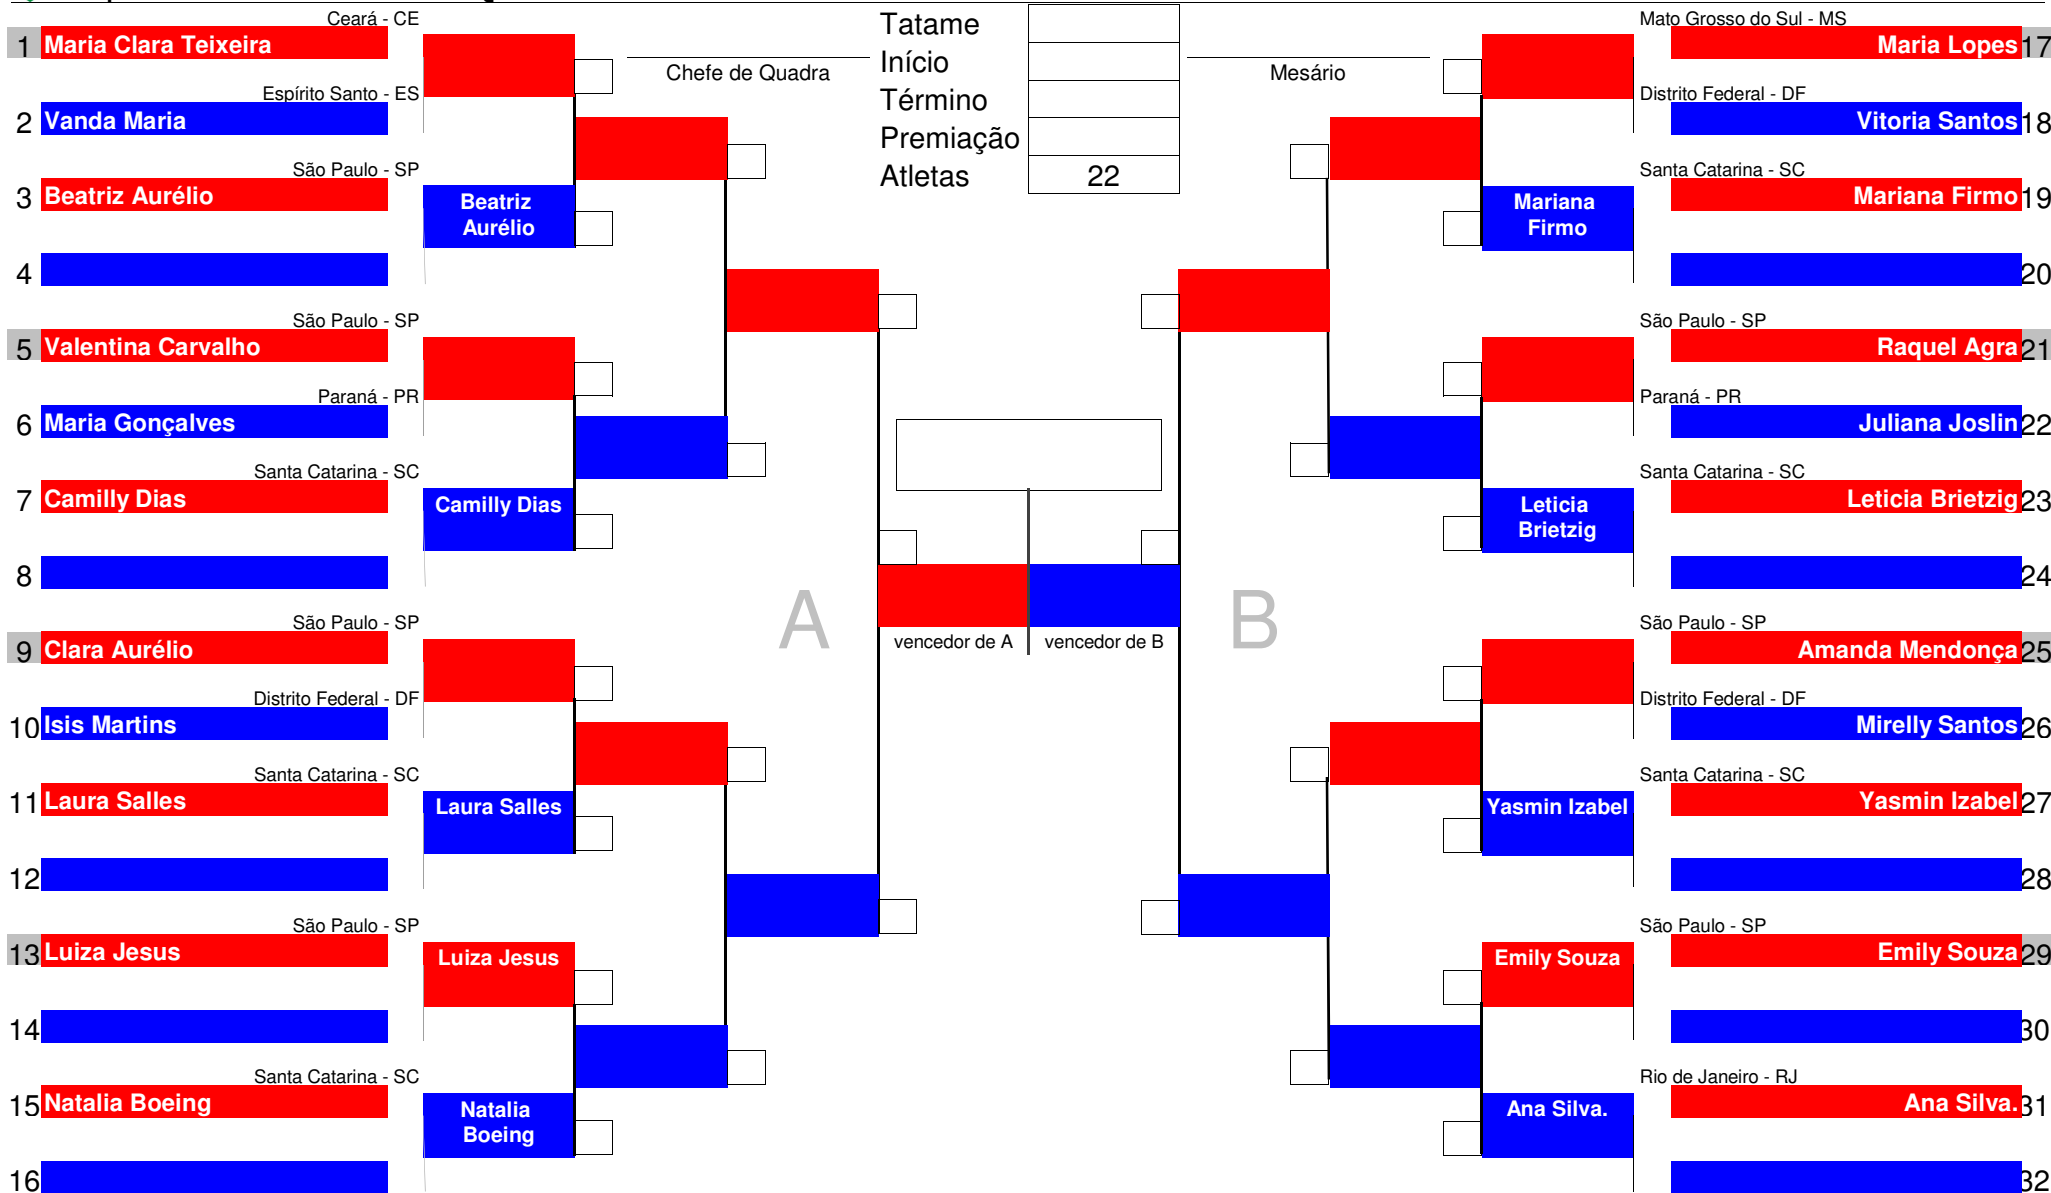 Ceará - CE
1 Maria Clara Teixeira
Espírito Santo - ES
2 Vanda Maria
São Paulo - SP
3 Beatriz Aurélio
Beatriz
Aurélio
4
São Paulo - SP
5 Valentina Carvalho
Paraná - PR
6 Maria Gonçalves
Santa Catarina - SC
7 Camilly Dias
Camilly Dias
8
São Paulo - SP
9 Clara Aurélio
Distrito Federal - DF
10 Isis Martins
Santa Catarina - SC
11 Laura Salles
Laura Salles
12
São Paulo - SP
13 Luiza Jesus
Luiza Jesus
14
Santa Catarina - SC
15 Natalia Boeing
Natalia
Boeing
16
Chefe de Quadra
Tatame
Início
Término
Premiação
Atletas 22
Mesário
A
B
vencedor de A
vencedor de B
Mato Grosso do Sul - MS
Maria Lopes 17
Distrito Federal - DF
Vitoria Santos 18
Santa Catarina - SC
Mariana Firmo 19
Mariana
Firmo
20
São Paulo - SP
Raquel Agra 21
Paraná - PR
Juliana Joslin 22
Santa Catarina - SC
Leticia Brietzig 23
Leticia
Brietzig
24
São Paulo - SP
Amanda Mendonça 25
Distrito Federal - DF
Mirelly Santos 26
Santa Catarina - SC
Yasmin Izabel 27
Yasmin Izabel
28
São Paulo - SP
Emily Souza 29
Emily Souza
30
Rio de Janeiro - RJ
Ana Silva. 31
Ana Silva.
32